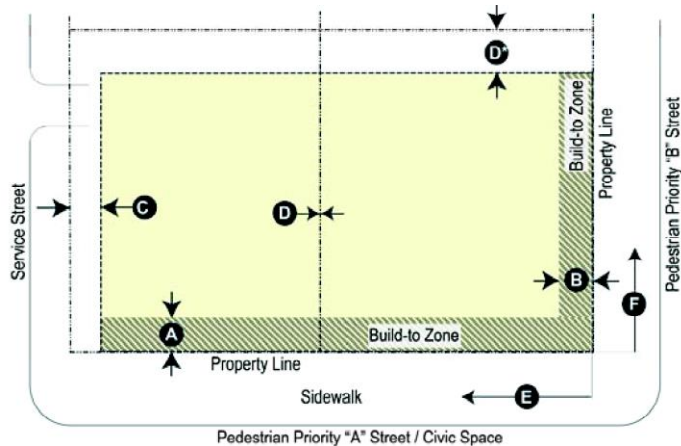 D*
Build-to Zone
Property Line
Pedestrian Priority "B" Street
Service Street
C
D
B
F
A
Build-to Zone
Property Line
Sidewalk
E
Pedestrian Priority "A" Street / Civic Space